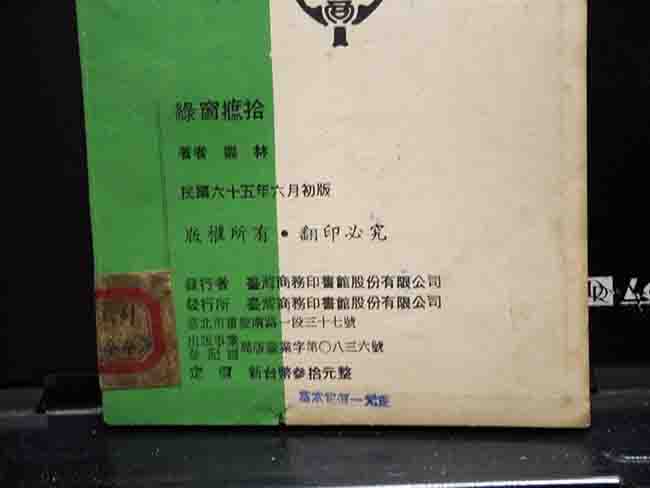 綠窗摭拾
著者 幽林
民國六十五年六月初版
版權所有・翻印必究
發行者 臺灣商務印書館股份有限公司
發行所 臺灣商務印書館股份有限公司
臺北市重慶南路一段三十七號
出版事業
登記證
局版臺業字第〇八三六號
定價 新台幣參拾元整